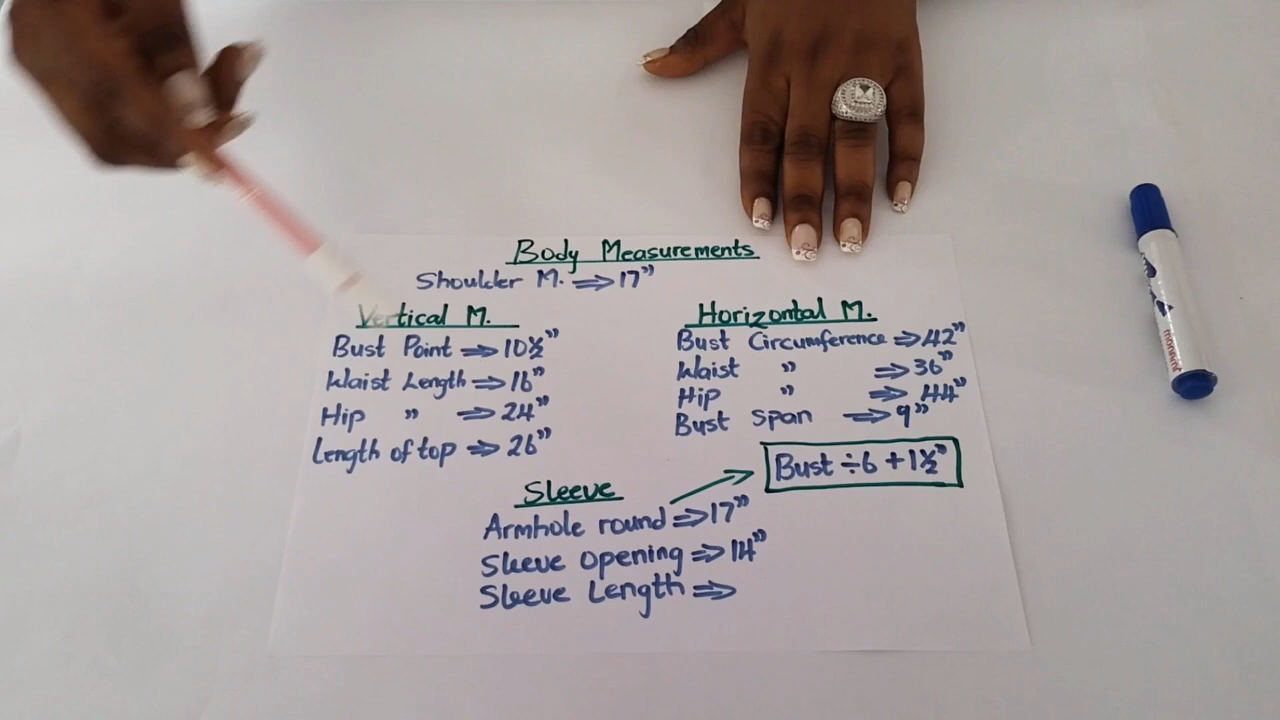 Body Measurements
Shoulder M. ⇒ 17"
Vertical M.
Bust Point ⇒ 10½"
Waist Length ⇒ 16"
Hip " ⇒ 24"
Length of top ⇒ 26"
Horizontal M.
Bust Circumference ⇒ 42"
Waist " ⇒ 36"
Hip " ⇒ 44"
Bust Span ⇒ 9"
Bust ÷6 + 1½"
Sleeve
Armhole round ⇒ 17"
Sleeve Opening ⇒ 14"
Sleeve Length ⇒